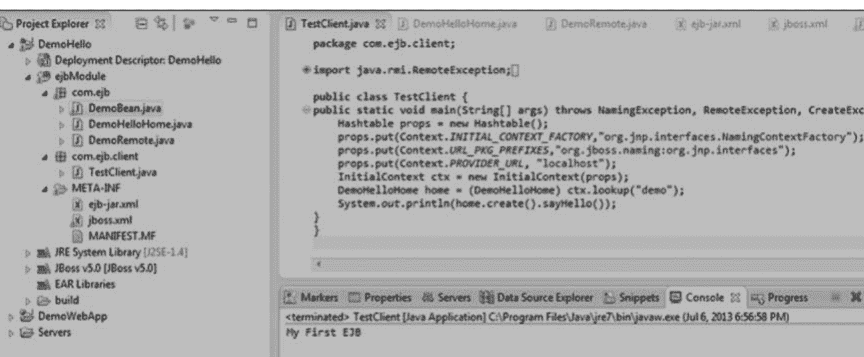 Project Explorer
DemoHello
Deployment Descriptor: DemoHello
ejbModule
com.ejb
DemoBean.java
DemoHelloHome.java
DemoRemote.java
com.ejb.client
TestClient.java
META-INF
ejb-jar.xml
jboss.xml
MANIFEST.MF
JRE System Library [J2SE-1.4]
JBoss v5.0 [JBoss v5.0]
EAR Libraries
build
DemoWebApp
Servers
TestClient.java DemoHelloHome.java DemoRemote.java ejb-jar.xml jboss.xml
package com.ejb.client;
import java.rmi.RemoteException;
public class TestClient {
public static void main(String[] args) throws NamingException, RemoteException, CreateExc
Hashtable props = new Hashtable();
props.put(Context.INITIAL_CONTEXT_FACTORY,"org.jnp.interfaces.NamingContextFactory");
props.put(Context.URL_PKG_PREFIXES,"org.jboss.naming:org.jnp.interfaces");
props.put(Context.PROVIDER_URL, "localhost");
InitialContext ctx = new InitialContext(props);
DemoHelloHome home = (DemoHelloHome) ctx.lookup("demo");
System.out.println(home.create().sayHello());
}
}
Markers Properties Servers Data Source Explorer Snippets Console Progress
<terminated> TestClient [Java Application] C:\Program Files\Java\jre7\bin\javaw.exe (Jul 6, 2013 6:56:58 PM)
My First EJB